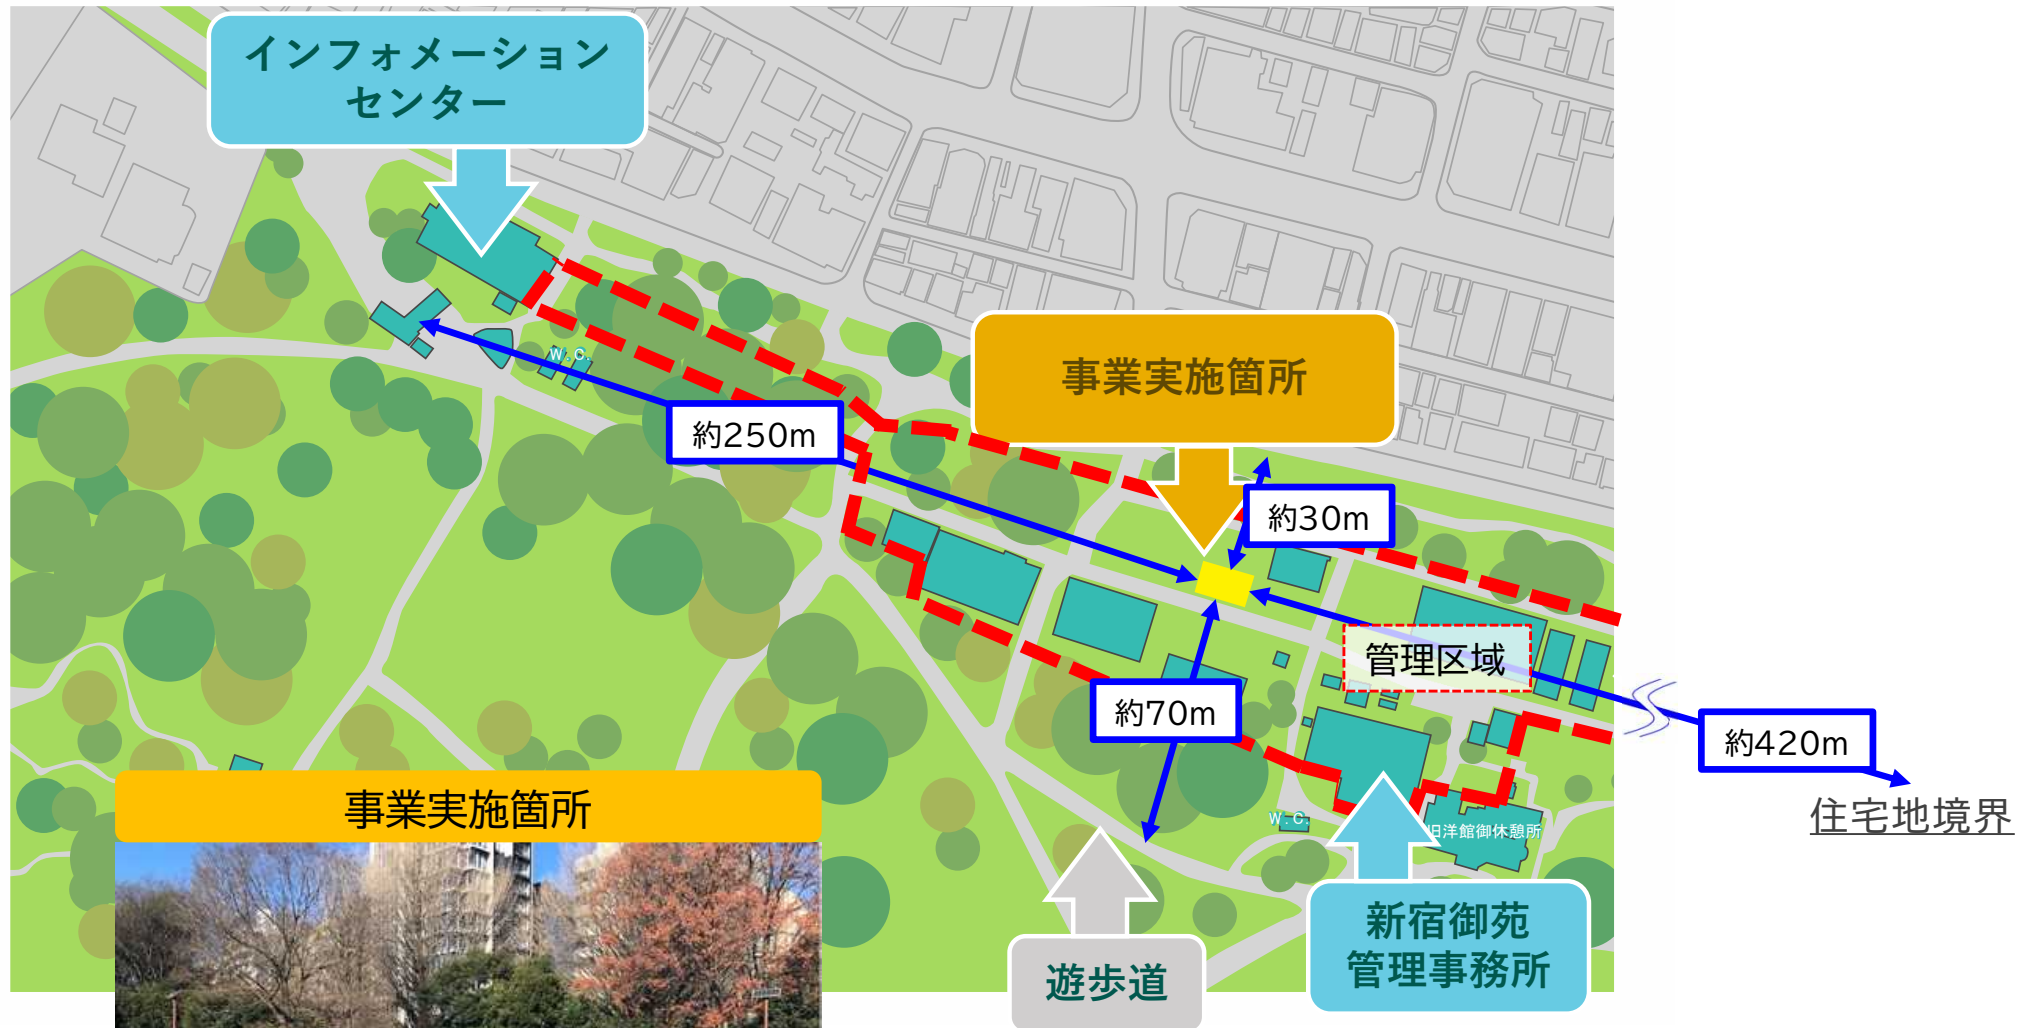 インフォメーション
センター
W.C.
事業実施箇所
約250m
約30m
管理区域
約70m
約420m
住宅地境界
事業実施箇所
W.C.
旧洋館御休憩所
新宿御苑
管理事務所
遊歩道